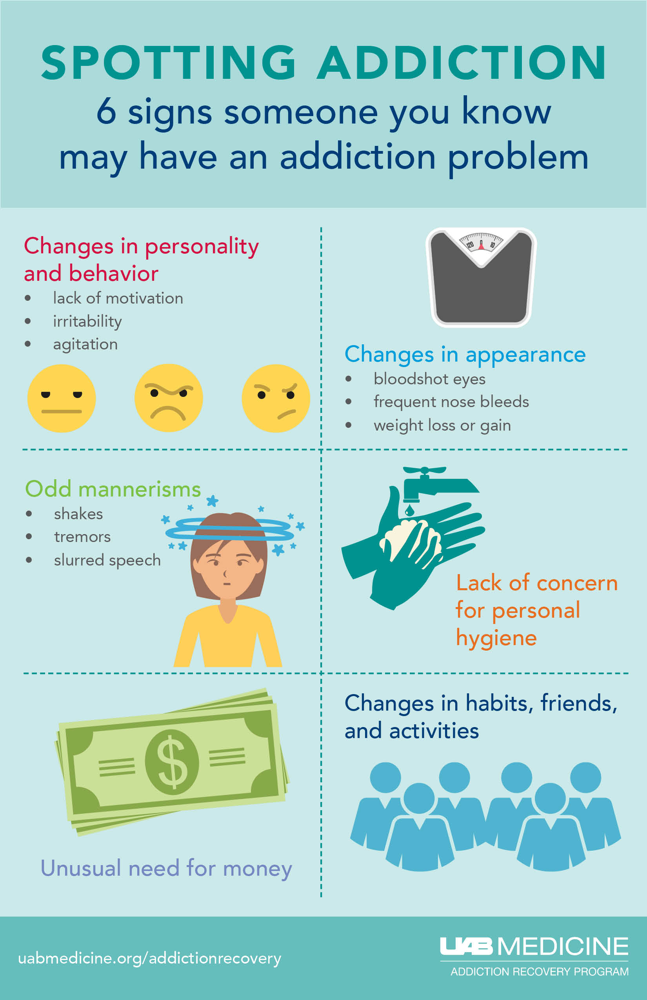 SPOTTING ADDICTION
6 signs someone you know
may have an addiction problem
Changes in personality
and behavior
• lack of motivation
• irritability
• agitation
120 0 10
Changes in appearance
• bloodshot eyes
• frequent nose bleeds
• weight loss or gain
Odd mannerisms
• shakes
• tremors
• slurred speech
Lack of concern
for personal
hygiene
$
Unusual need for money
Changes in habits, friends,
and activities
uabmedicine.org/addictionrecovery
UAB MEDICINE
ADDICTION RECOVERY PROGRAM